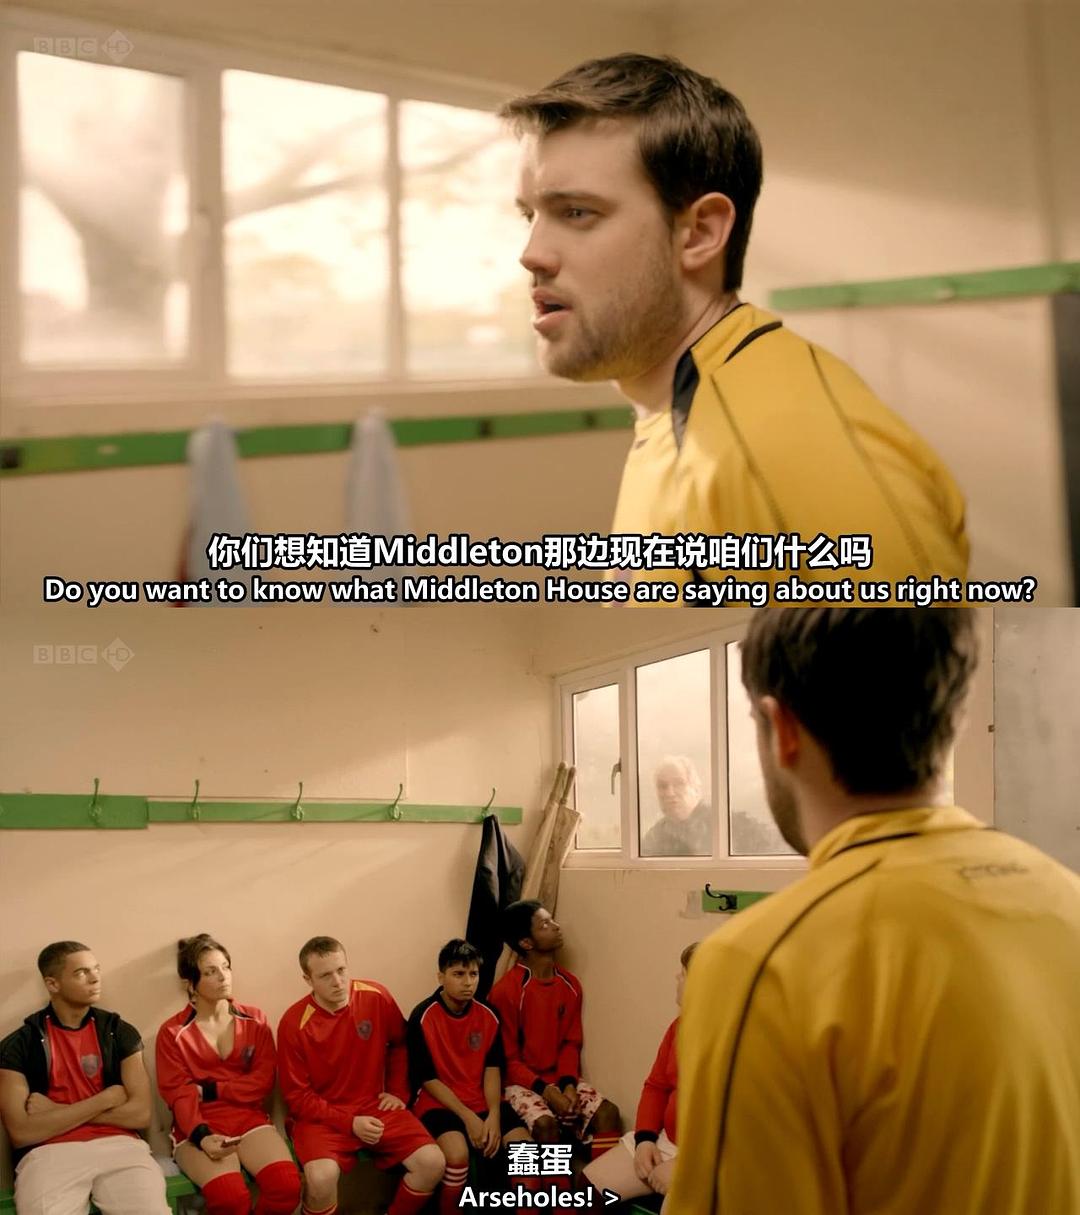 BBC HD
你们想知道Middleton那边现在说咱们什么吗
Do you want to know what Middleton House are saying about us right now?
BBC HD
蠢蛋
Arseholes! >